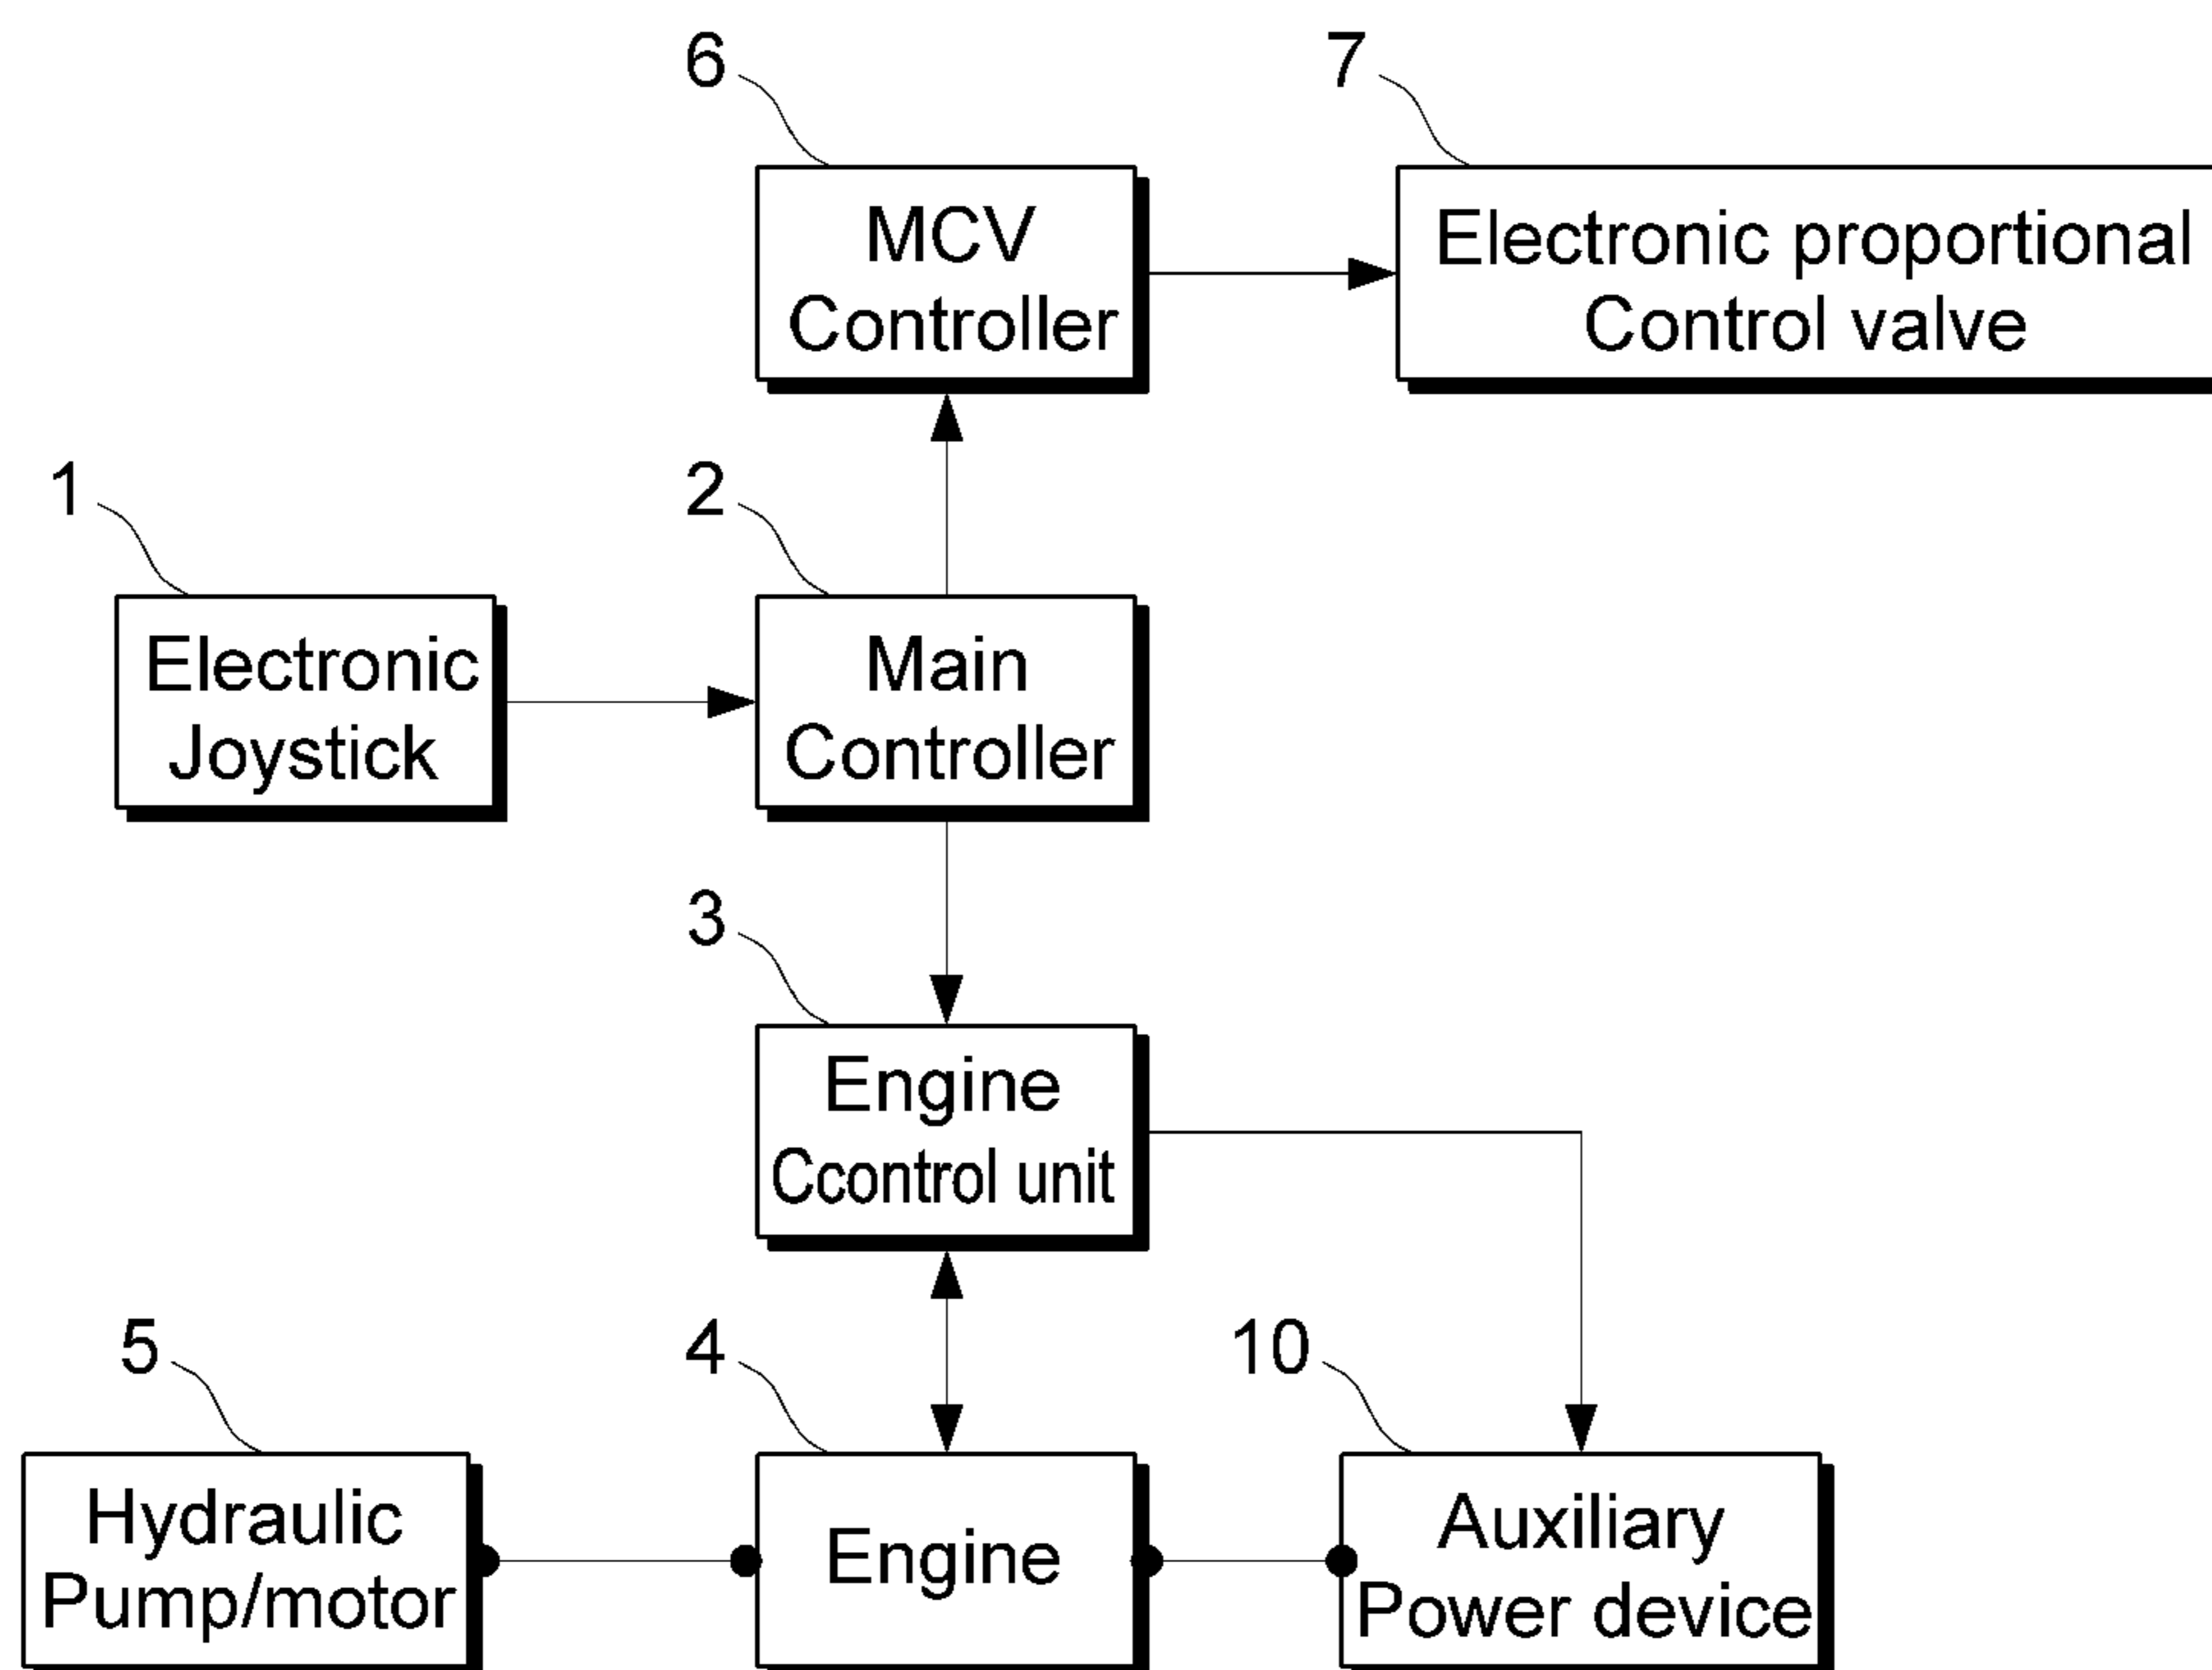 6
7
MCV
Controller
Electronic proportional
Control valve
1
2
Electronic
Joystick
Main
Controller
3
Engine
Ccontrol unit
5
4
10
Hydraulic
Pump/motor
Engine
Auxiliary
Power device